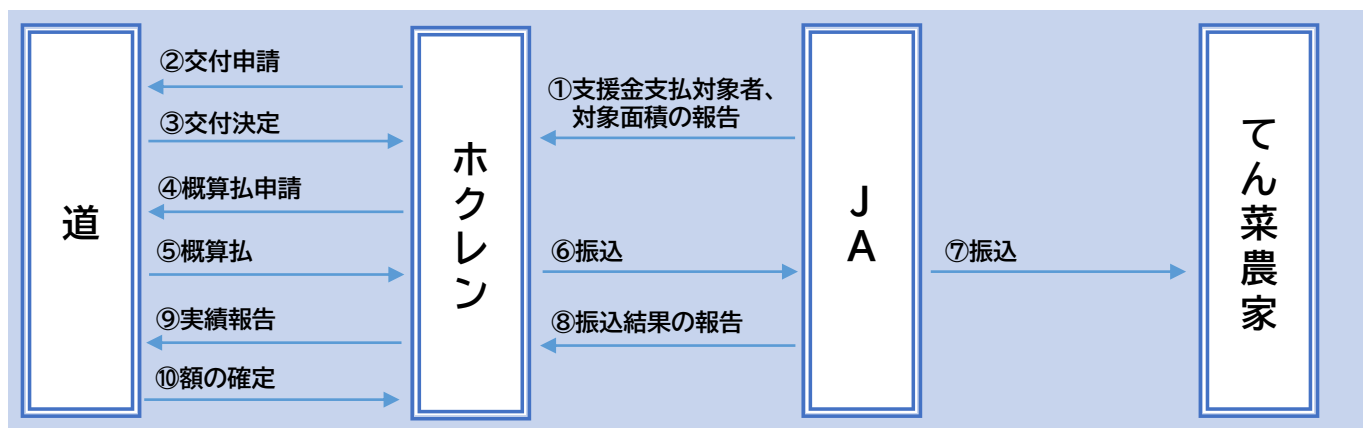 ②交付申請
③交付決定
④概算払申請
⑤概算払
⑨実績報告
⑩額の確定
道
ホクレン
①支援金支払対象者、
対象面積の報告
⑥振込
⑧振込結果の報告
JA
⑦振込
てん菜農家